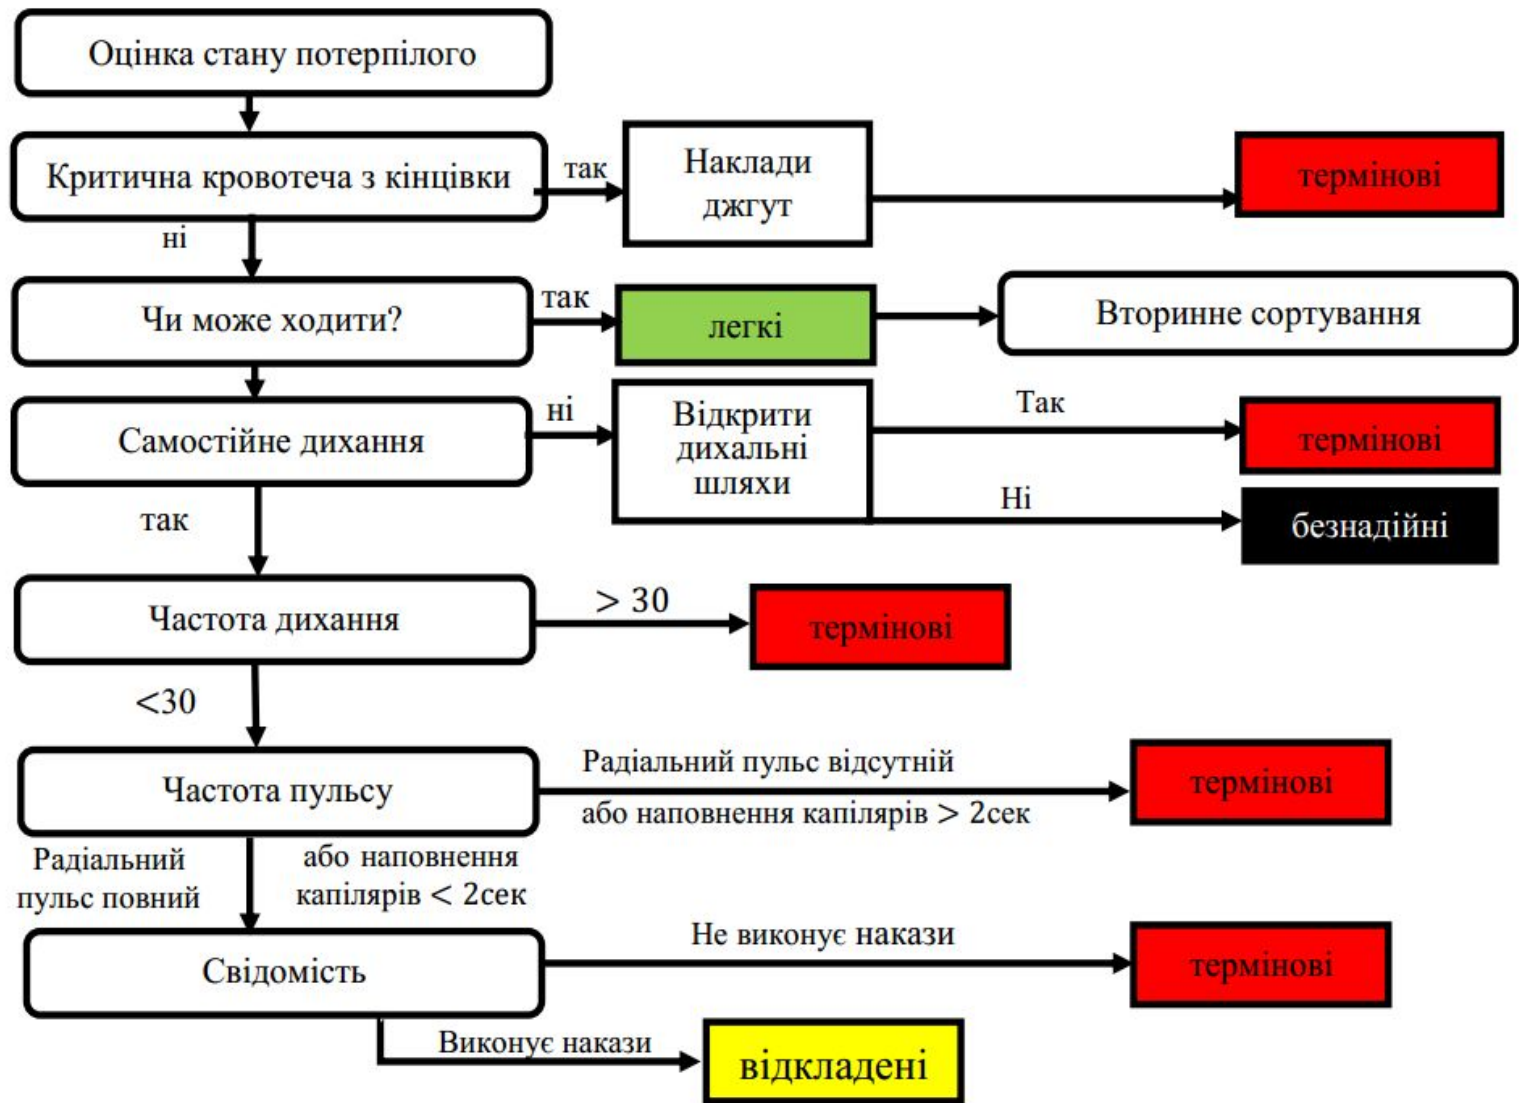 Оцінка стану потерпілого
Критична кровотеча з кінцівки
так
Наклади
джгут
термінові
ні
Чи може ходити?
так
легкі
Вторинне сортування
Самостійне дихання
ні
Відкрити
дихальні
шляхи
Так
термінові
Ні
безнадійні
так
Частота дихання
> 30
термінові
<30
Частота пульсу
Радіальний пульс відсутній
або наповнення капілярів > 2сек
термінові
Радіальний
пульс повний
або наповнення
капілярів < 2сек
Свідомість
Не виконує накази
термінові
Виконує накази
відкладені